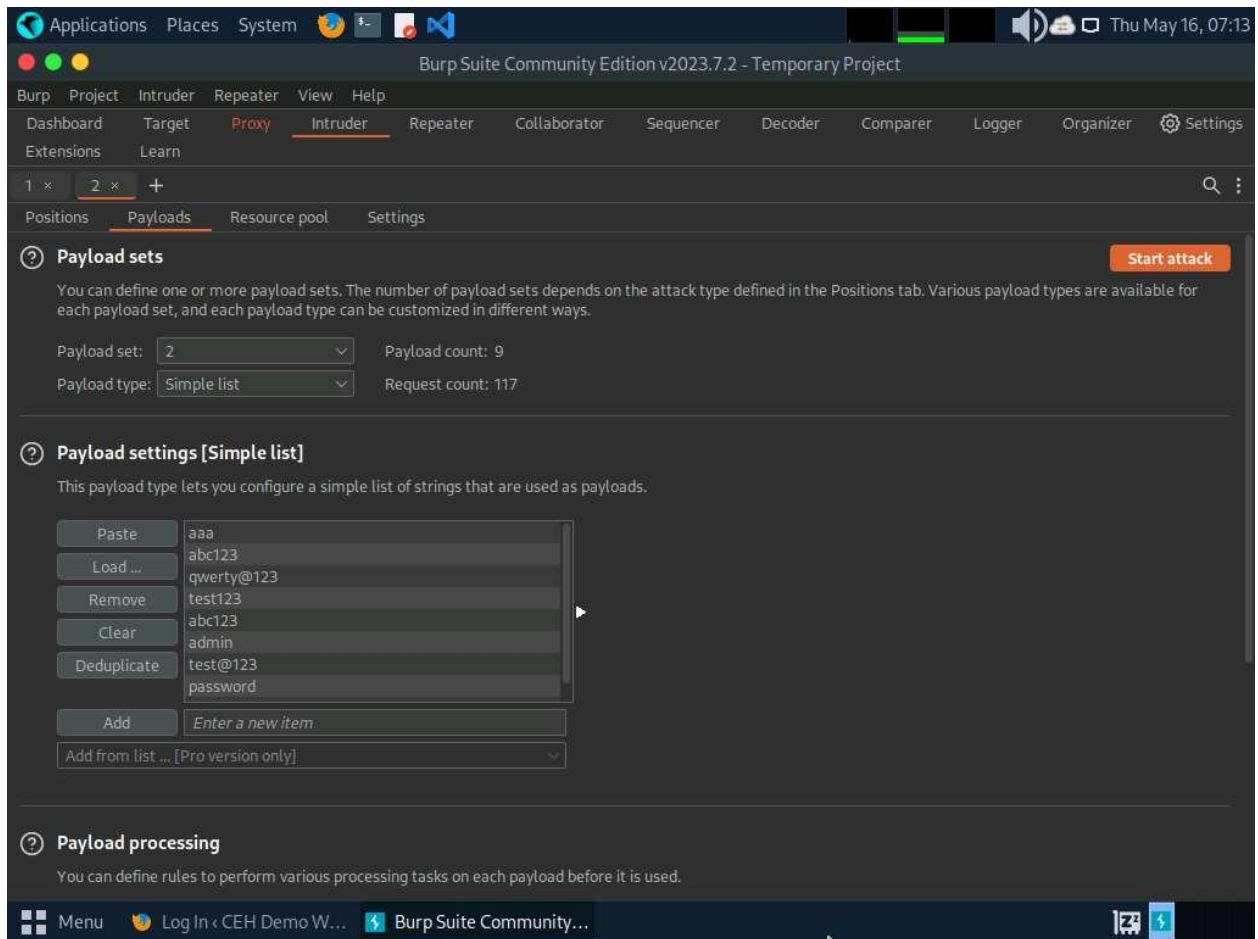 Applications Places System Thu May 16, 07:13
Burp Suite Community Edition v2023.7.2 - Temporary Project
Burp Project Intruder Repeater View Help
Dashboard Target Proxy Intruder Repeater Collaborator Sequencer Decoder Comparer Logger Organizer Settings
Extensions Learn
1 × 2 × +
Positions Payloads Resource pool Settings
? Payload sets Start attack
You can define one or more payload sets. The number of payload sets depends on the attack type defined in the Positions tab. Various payload types are available for
each payload set, and each payload type can be customized in different ways.
Payload set: 2 Payload count: 9
Payload type: Simple list Request count: 117
? Payload settings [Simple list]
This payload type lets you configure a simple list of strings that are used as payloads.
Paste
Load ...
Remove
Clear
Deduplicate
aaa
abc123
qwerty@123
test123
abc123
admin
test@123
password
Add Enter a new item
Add from list ... [Pro version only]
? Payload processing
You can define rules to perform various processing tasks on each payload before it is used.
Menu Log In ‹ CEH Demo W... Burp Suite Community...